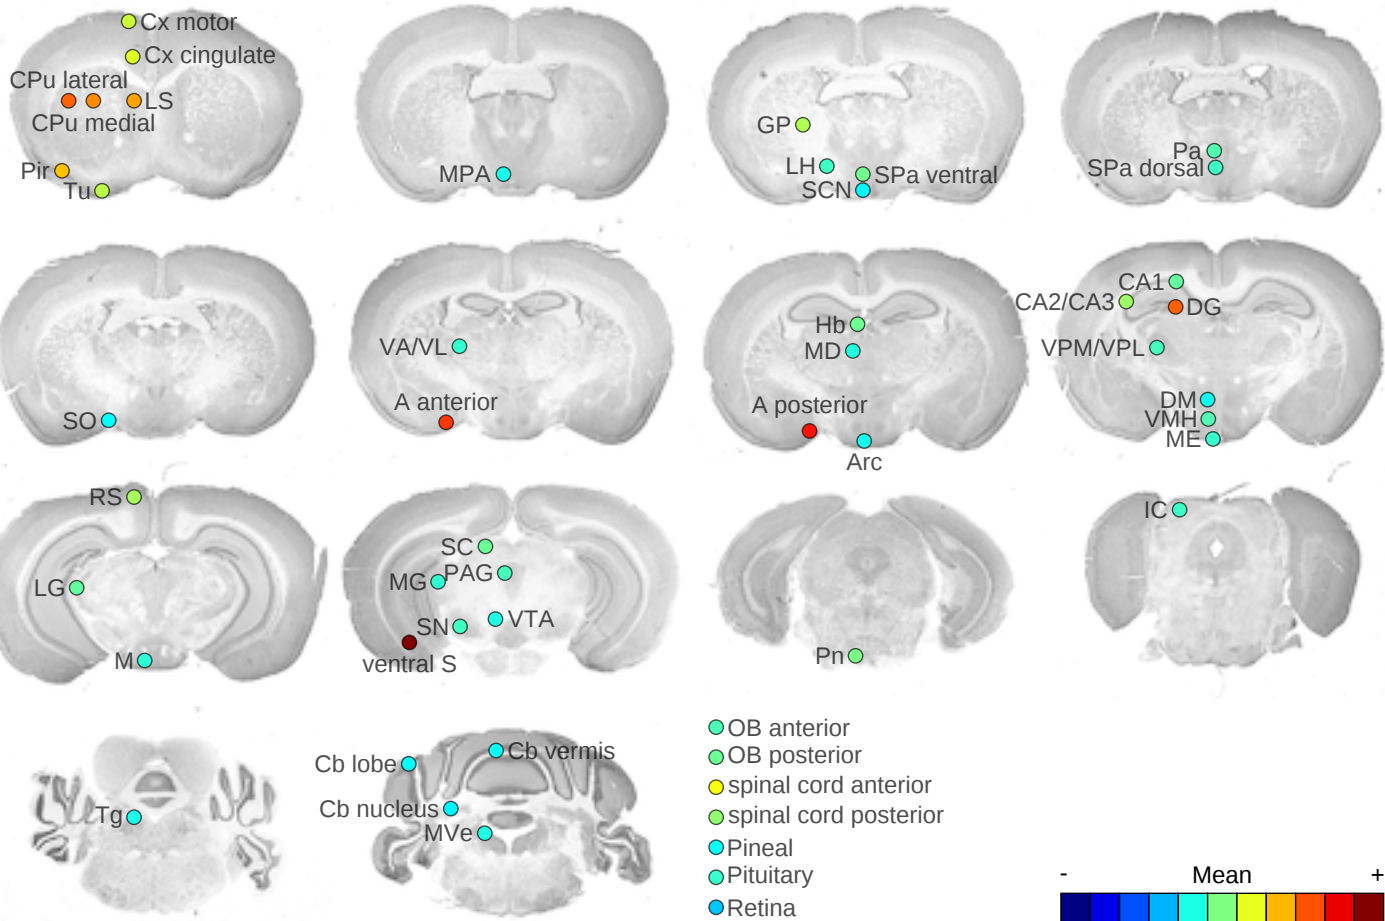 Cx motor
Cx cingulate
CPu lateral
LS
CPu medial
Pir
Tu
MPA
GP
LH
SPa ventral
SCN
Pa
SPa dorsal
SO
VA/VL
A anterior
Hb
MD
A posterior
Arc
CA1
CA2/CA3
DG
VPM/VPL
DM
VMH
ME
RS
LG
M
SC
PAG
MG
VTA
SN
ventral S
Pn
IC
Tg
Cb vermis
Cb lobe
Cb nucleus
MVe
OB anterior
OB posterior
spinal cord anterior
spinal cord posterior
Pineal
Pituitary
Retina
- Mean +